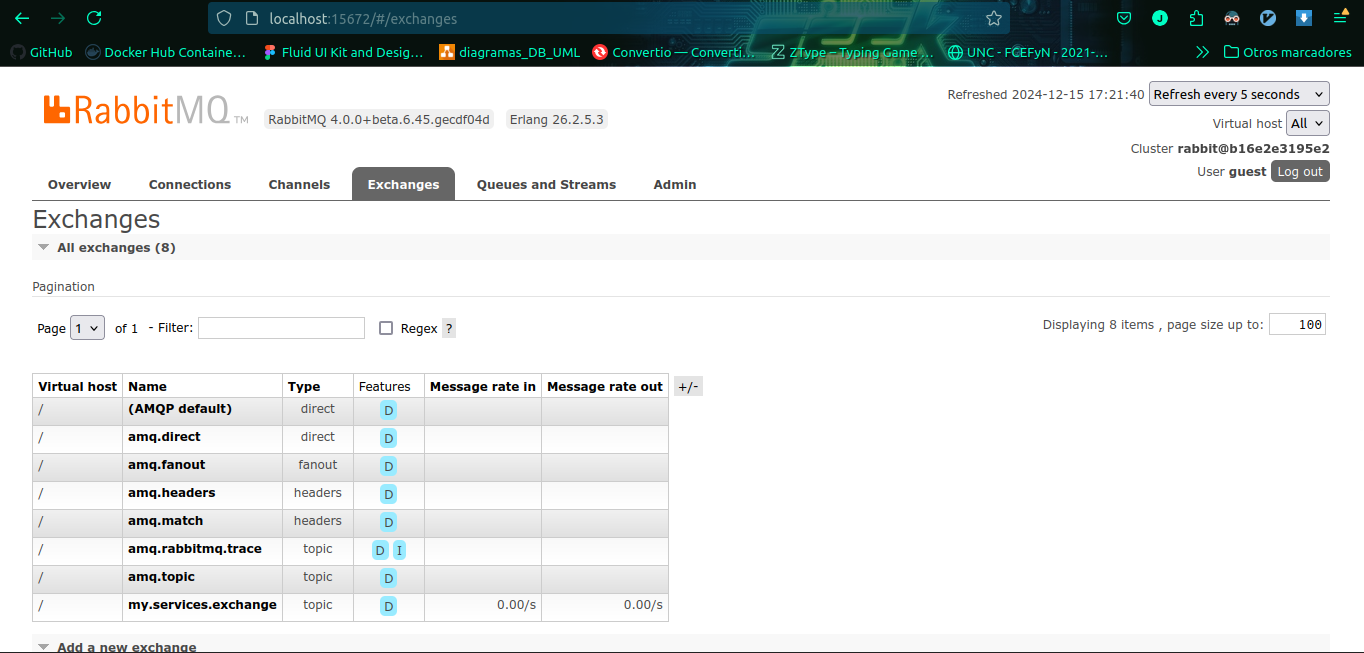 localhost:15672/#/exchanges
GitHub Docker Hub Containe... Fluid UI Kit and Desig... diagramas_DB_UML Convertio — Converti... ZType – Typing Game ... UNC - FCEFyN - 2021-... Otros marcadores
Refreshed 2024-12-15 17:21:40 Refresh every 5 seconds
RabbitMQ TM RabbitMQ 4.0.0+beta.6.45.gecdf04d Erlang 26.2.5.3
Virtual host All
Cluster rabbit@b16e2e3195e2
User guest Log out
Overview Connections Channels Exchanges Queues and Streams Admin
Exchanges
All exchanges (8)
Pagination
Page 1 of 1 - Filter: Regex ? Displaying 8 items , page size up to: 100
Virtual host Name Type Features Message rate in Message rate out +/-
/ (AMQP default) direct D
/ amq.direct direct D
/ amq.fanout fanout D
/ amq.headers headers D
/ amq.match headers D
/ amq.rabbitmq.trace topic D I
/ amq.topic topic D
/ my.services.exchange topic D 0.00/s 0.00/s
Add a new exchange